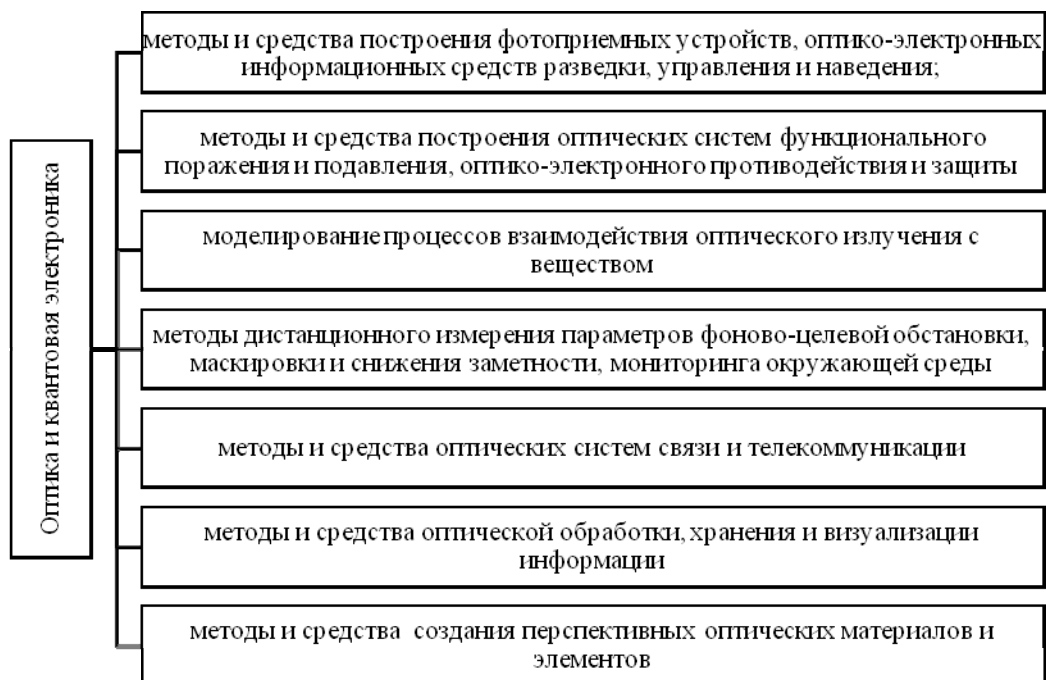 Оптика и квантовая электроника
методы и средства построения фотоприемных устройств, оптико-электронных
информационных средств разведки, управления и наведения;
методы и средства построения оптических систем функционального
поражения и подавления, оптико-электронного противодействия и защиты
моделирование процессов взаимодействия оптического излучения с
веществом
методы дистанционного измерения параметров фоново-целевой обстановки,
маскировки и снижения заметности, мониторинга окружающей среды
методы и средства оптических систем связи и телекоммуникации
методы и средства оптической обработки, хранения и визуализации
информации
методы и средства создания перспективных оптических материалов и
элементов